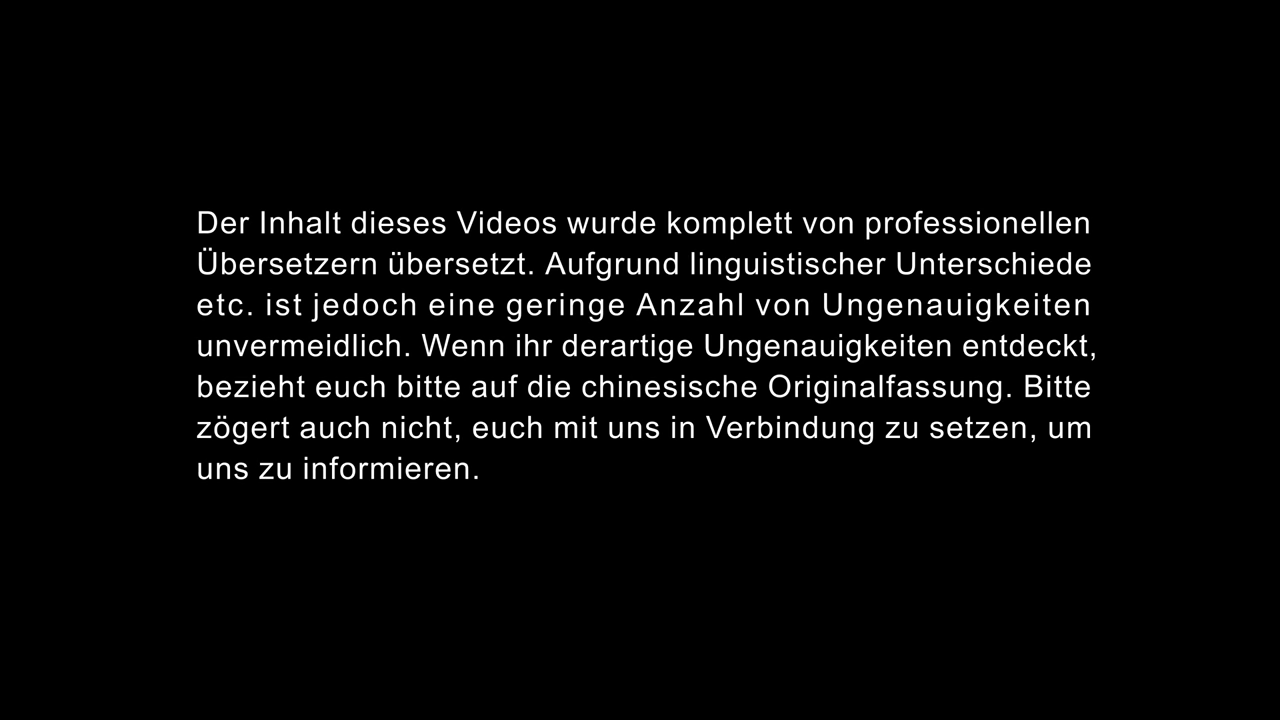 Der Inhalt dieses Videos wurde komplett von professionellen
Übersetzern übersetzt. Aufgrund linguistischer Unterschiede
etc. ist jedoch eine geringe Anzahl von Ungenauigkeiten
unvermeidlich. Wenn ihr derartige Ungenauigkeiten entdeckt,
bezieht euch bitte auf die chinesische Originalfassung. Bitte
zögert auch nicht, euch mit uns in Verbindung zu setzen, um
uns zu informieren.